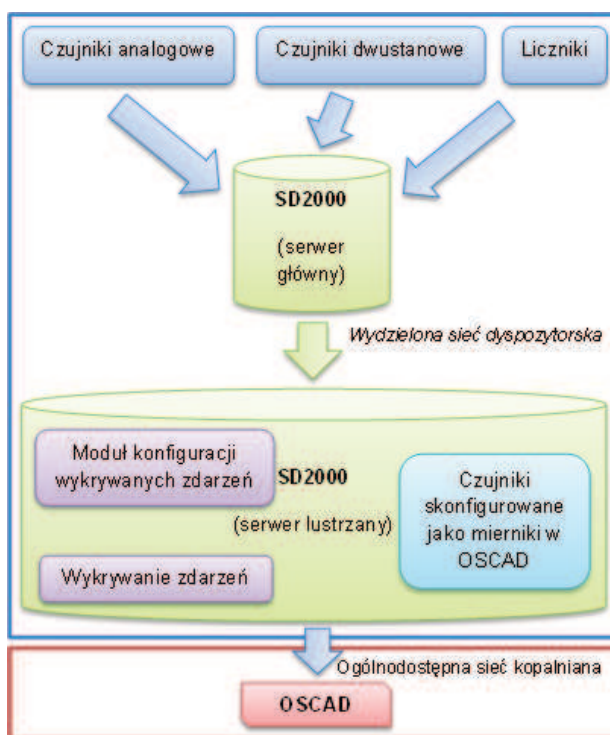 Czujniki analogowe
Czujniki dwustanowe
Liczniki
SD2000
(serwer
główny)
Wydzielona sieć dyspozytorska
Moduł konfiguracji
wykrywanych zdarzeń
SD2000
(serwer lustrzany)
Czujniki
skonfigurowane
jako mierniki w
OSCAD
Wykrywanie zdarzeń
Ogólnodostępna sieć kopalniana
OSCAD